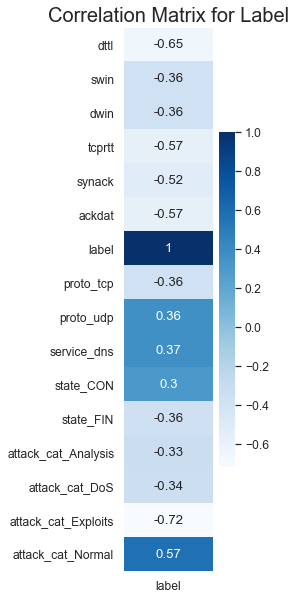 Correlation Matrix for Label
dttl -0.65
swin -0.36
dwin -0.36
tcprtt -0.57
synack -0.52
ackdat -0.57
label 1
proto_tcp -0.36
proto_udp 0.36
service_dns 0.37
state_CON 0.3
state_FIN -0.36
attack_cat_Analysis -0.33
attack_cat_DoS -0.34
attack_cat_Exploits -0.72
attack_cat_Normal 0.57
label
1.0
0.8
0.6
0.4
0.2
0.0
−0.2
−0.4
−0.6